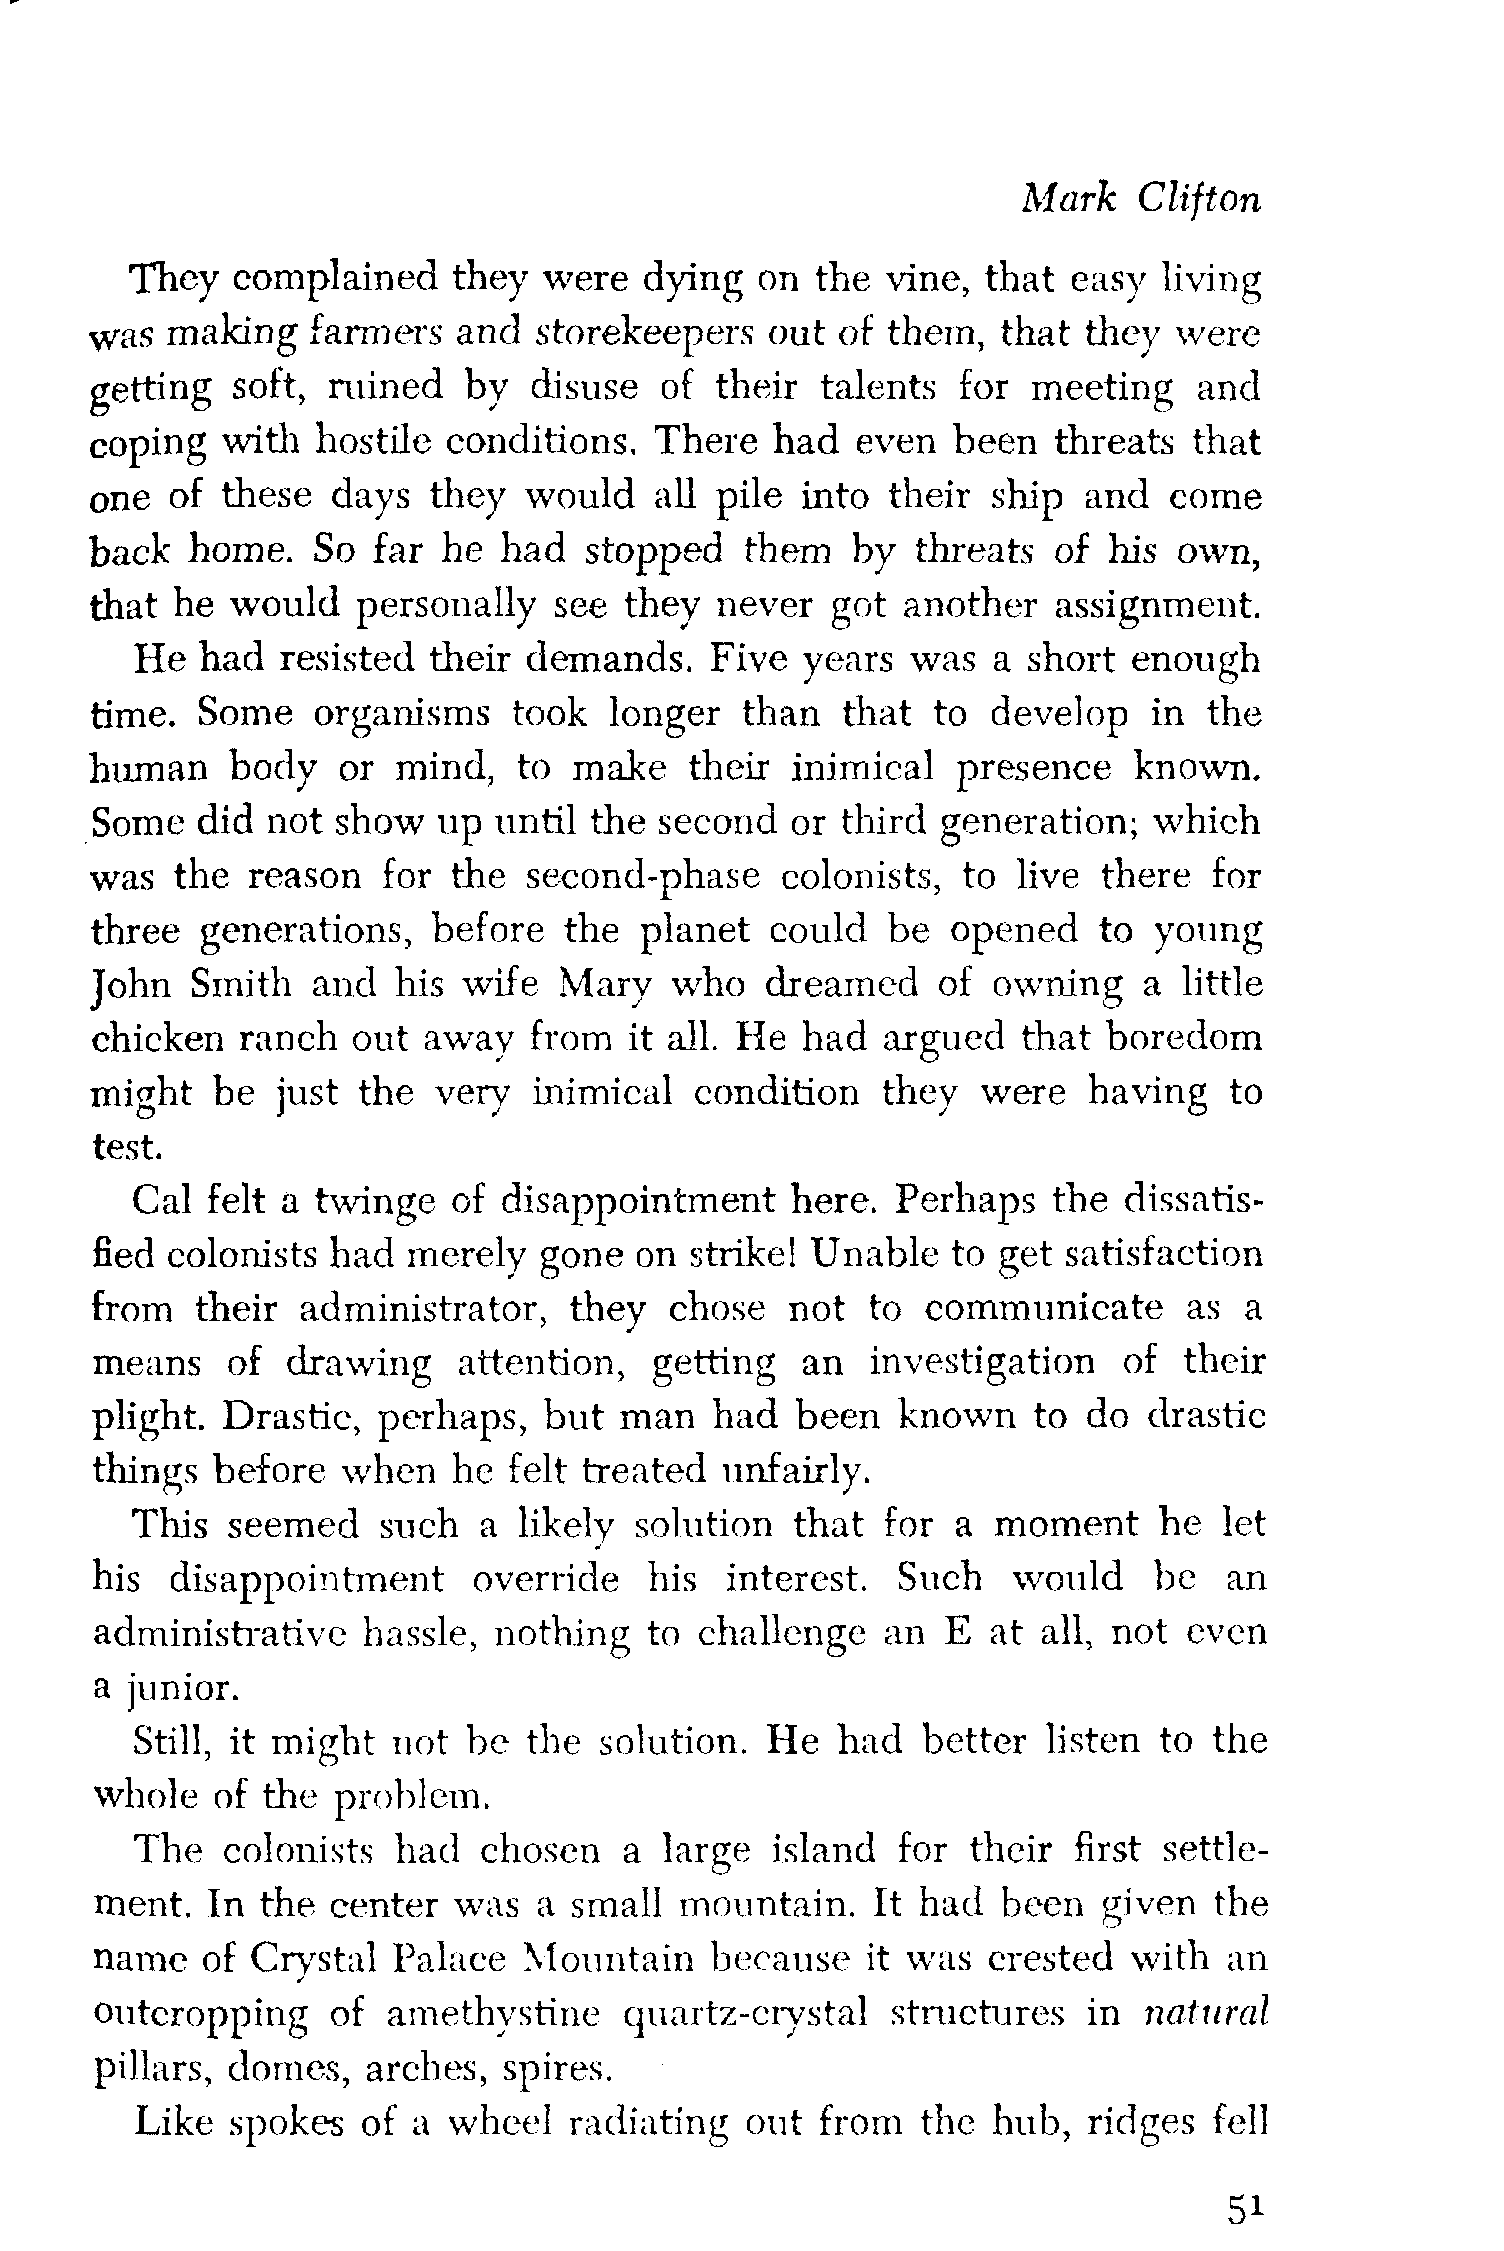 Mark Clifton
They complained they were dying on the vine, that easy living
was making farmers and storekeepers out of them, that they were
getting soft, ruined by disuse of their talents for meeting and
coping with hostile conditions. There had even been threats that
one of these days they would all pile into their ship and come
back home. So far he had stopped them by threats of his own,
that he would personally see they never got another assignment.
He had resisted their demands. Five years was a short enough
time. Some organisms took longer than that to develop in the
human body or mind, to make their inimical presence known.
Some did not show up until the second or third generation; which
was the reason for the second-phase colonists, to live there for
three generations, before the planet could be opened to young
John Smith and his wife Mary who dreamed of owning a little
chicken ranch out away from it all. He had argued that boredom
might be just the very inimical condition they were having to
test.
Cal felt a twinge of disappointment here. Perhaps the dissatis-
fied colonists had merely gone on strike! Unable to get satisfaction
from their administrator, they chose not to communicate as a
means of drawing attention, getting an investigation of their
plight. Drastic, perhaps, but man had been known to do drastic
things before when he felt treated unfairly.
This seemed such a likely solution that for a moment he let
his disappointment override his interest. Such would be an
administrative hassle, nothing to challenge an E at all, not even
a junior.
Still, it might not be the solution. He had better listen to the
whole of the problem.
The colonists had chosen a large island for their first settle-
ment. In the center was a small mountain. It had been given the
name of Crystal Palace Mountain because it was crested with an
outcropping of amethystine quartz-crystal structures in natural
pillars, domes, arches, spires.
Like spokes of a wheel radiating out from the hub, ridges fell
51